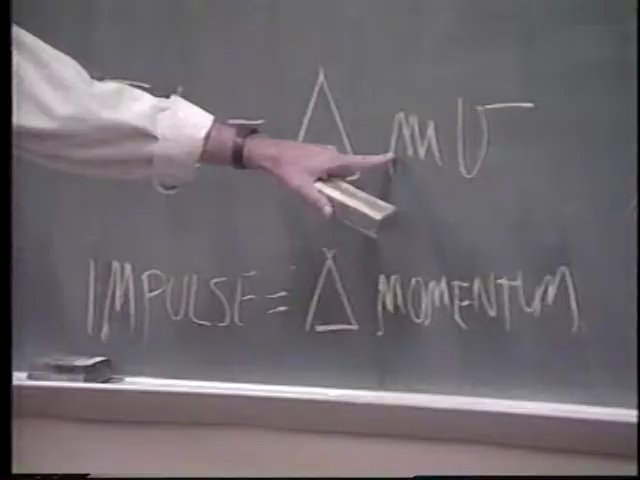 = Δ mv
IMPULSE = Δ MOMENTUM